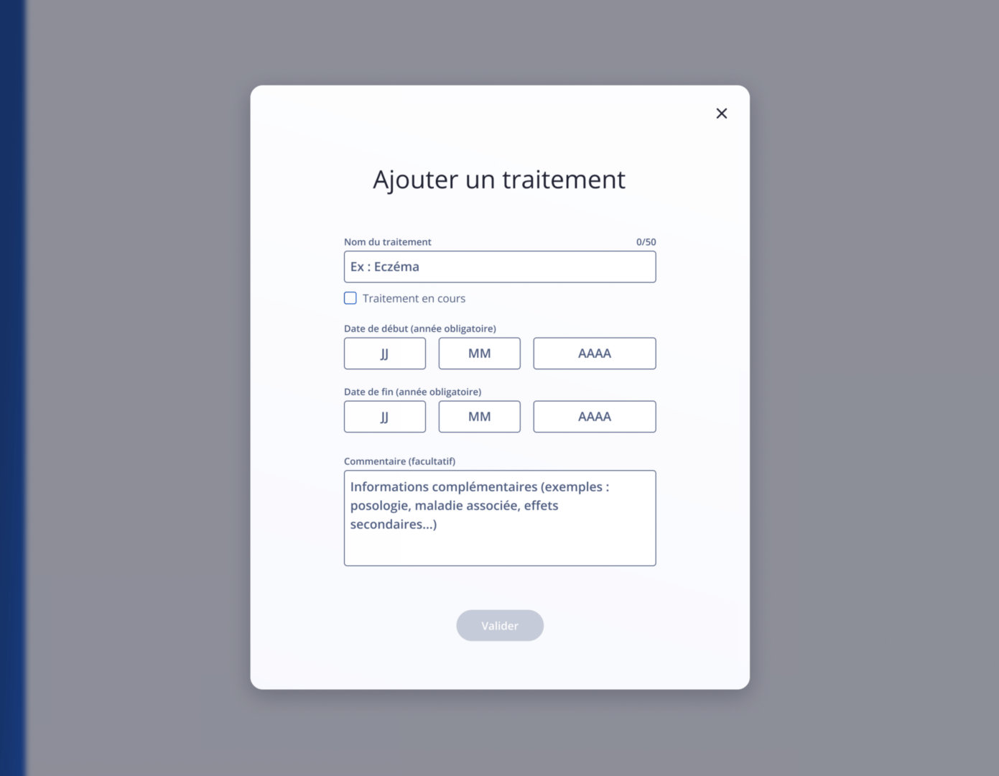 Ajouter un traitement
Nom du traitement 0/50
Ex : Eczéma
Traitement en cours
Date de début (année obligatoire)
JJ MM AAAA
Date de fin (année obligatoire)
JJ MM AAAA
Commentaire (facultatif)
Informations complémentaires (exemples :
posologie, maladie associée, effets
secondaires...)
Valider